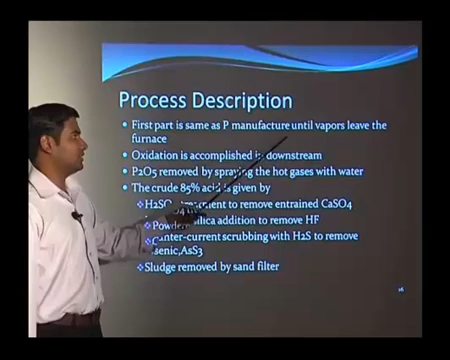 Process Description
• First part is same as P manufacture until vapors leave the
furnace
• Oxidation is accomplished in downstream
• P2O5 removed by spraying the hot gases with water
• The crude 85% acid is given by
❖H2SO4 treatment to remove entrained CaSO4
❖Powdered silica addition to remove HF
current scrubbing with H2S to remove
AsS3
❖Sludge removed by sand filter